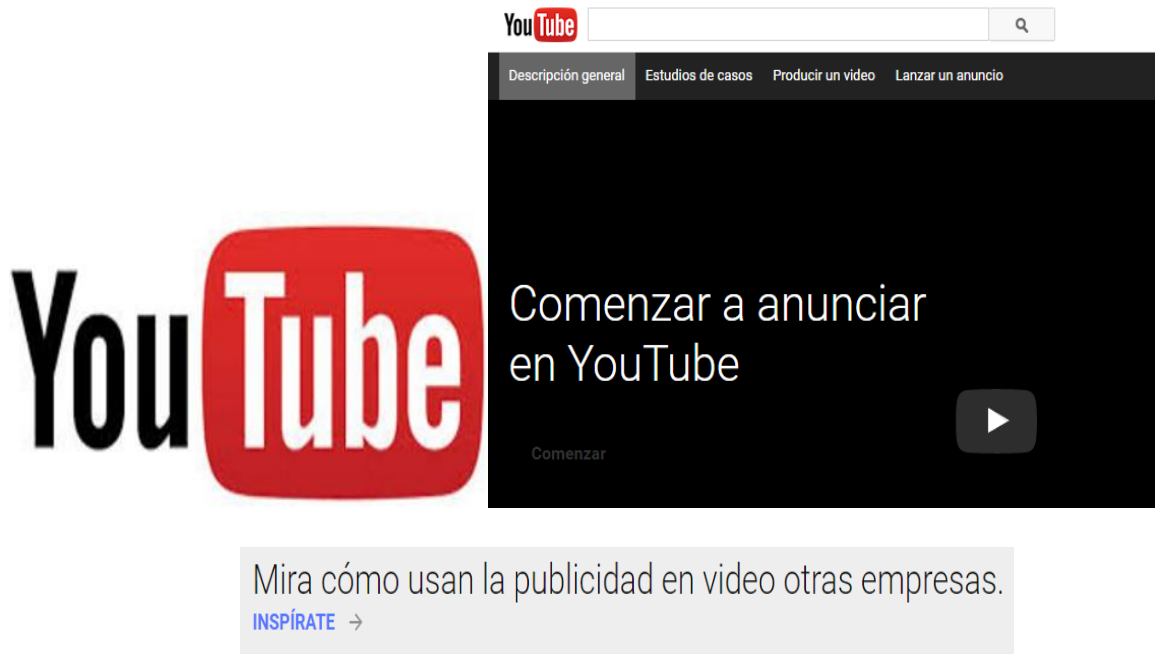 YouTube
Descripción general Estudios de casos Producir un video Lanzar un anuncio
YouTube
Comenzar a anunciar
en YouTube
Comenzar
Mira cómo usan la publicidad en video otras empresas.
INSPÍRATE →